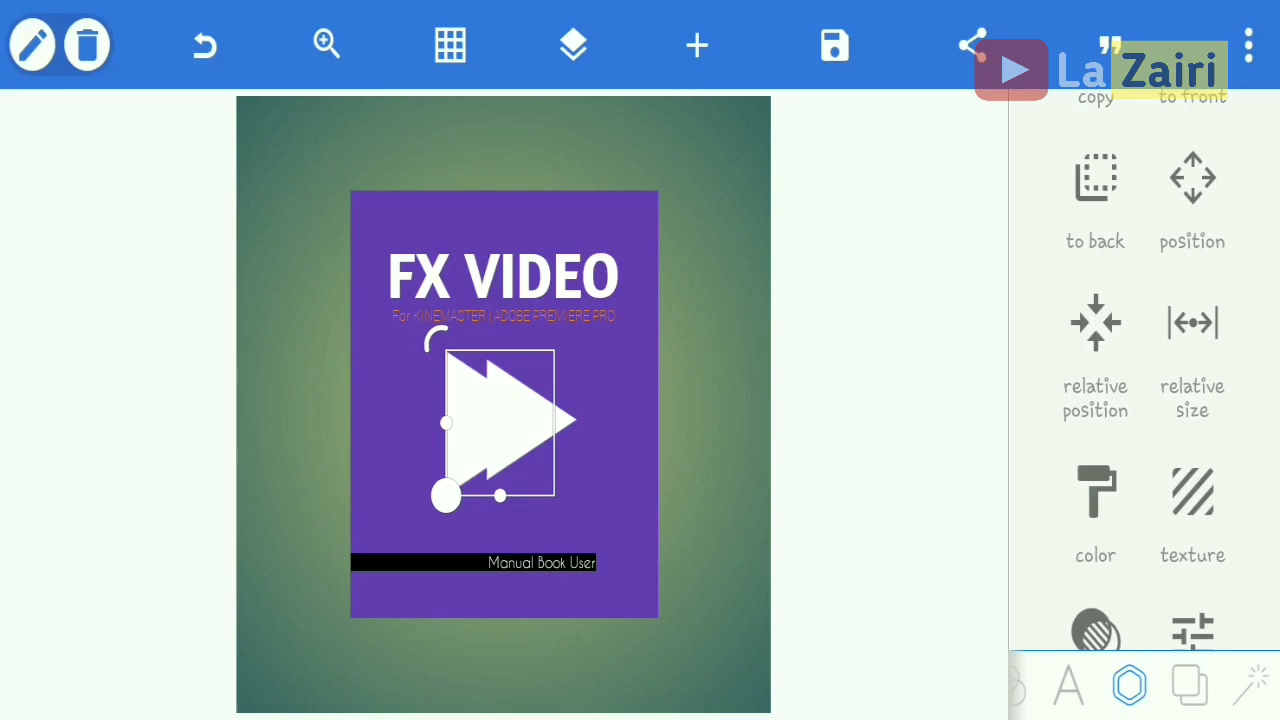 La Zairi
copy
to front
to back
position
relative position
relative size
color
texture
FX VIDEO
For KINEMASTER | ADOBE PREMIERE PRO
Manual Book User